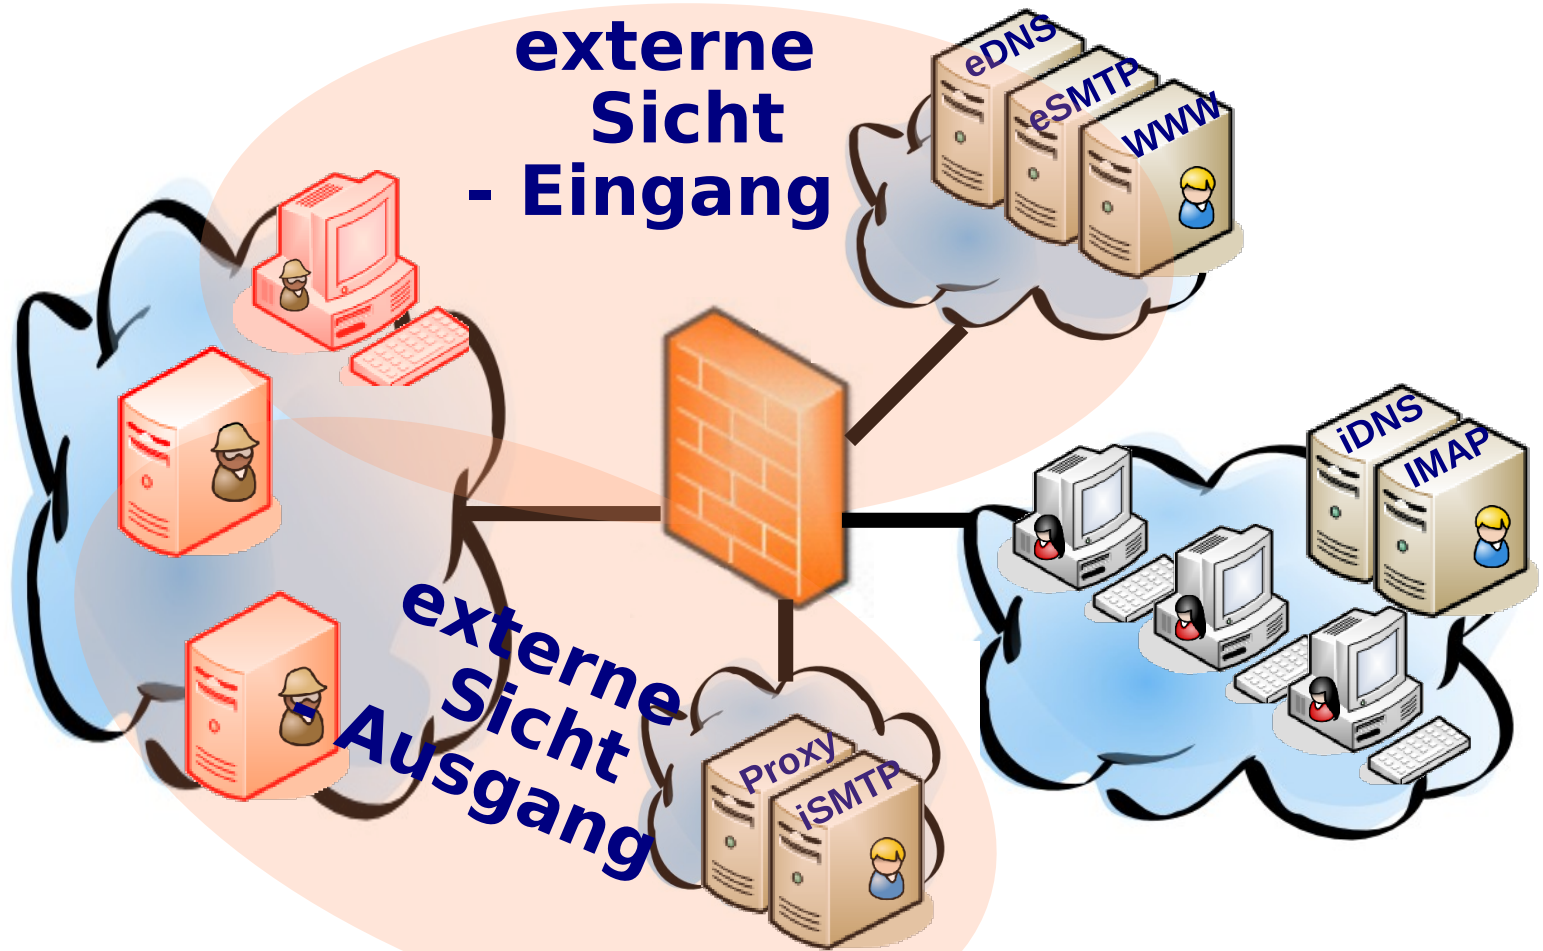 externe
Sicht
- Eingang
eDNS
eSMTP
WWW
iDNS
IMAP
externe
Sicht
- Ausgang
Proxy
iSMTP